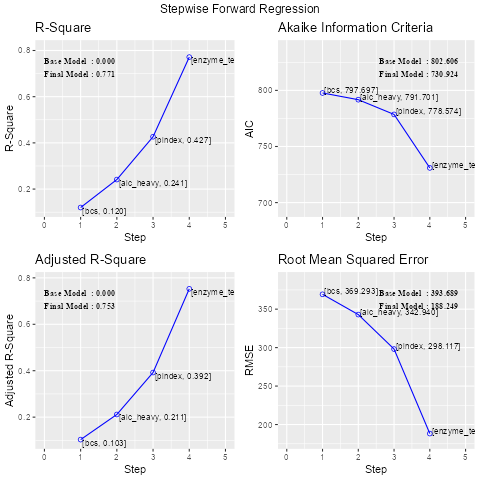 Stepwise Forward Regression
R-Square
Base Model : 0.000
Final Model : 0.771
R-Square
0.8
0.6
0.4
0.2
[bcs, 0.120]
[alc_heavy, 0.241]
[pindex, 0.427]
[enzyme_te
0 1 2 3 4 5
Step
Akaike Information Criteria
Base Model : 802.606
Final Model : 730.924
AIC
800
750
700
[bcs, 797.697]
[alc_heavy, 791.701]
[pindex, 778.574]
[enzyme_te
0 1 2 3 4 5
Step
Adjusted R-Square
Base Model : 0.000
Final Model : 0.753
Adjusted R-Square
0.8
0.6
0.4
0.2
[bcs, 0.103]
[alc_heavy, 0.211]
[pindex, 0.392]
[enzyme_te
0 1 2 3 4 5
Step
Root Mean Squared Error
Base Model : 393.689
Final Model : 188.249
RMSE
350
300
250
200
[bcs, 369.293]
[alc_heavy, 342.940]
[pindex, 298.117]
[enzyme_te
0 1 2 3 4 5
Step